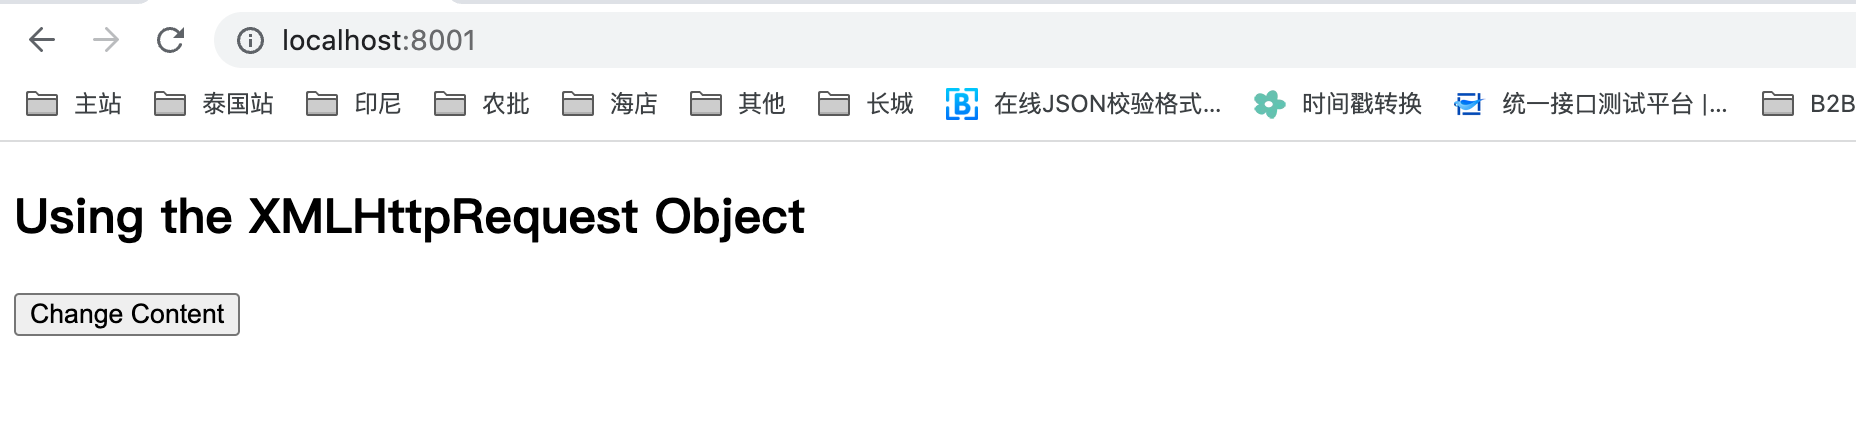 localhost:8001
主站 泰国站 印尼 农批 海店 其他 长城 在线JSON校验格式... 时间戳转换 统一接口测试平台 |... B2B
Using the XMLHttpRequest Object
Change Content